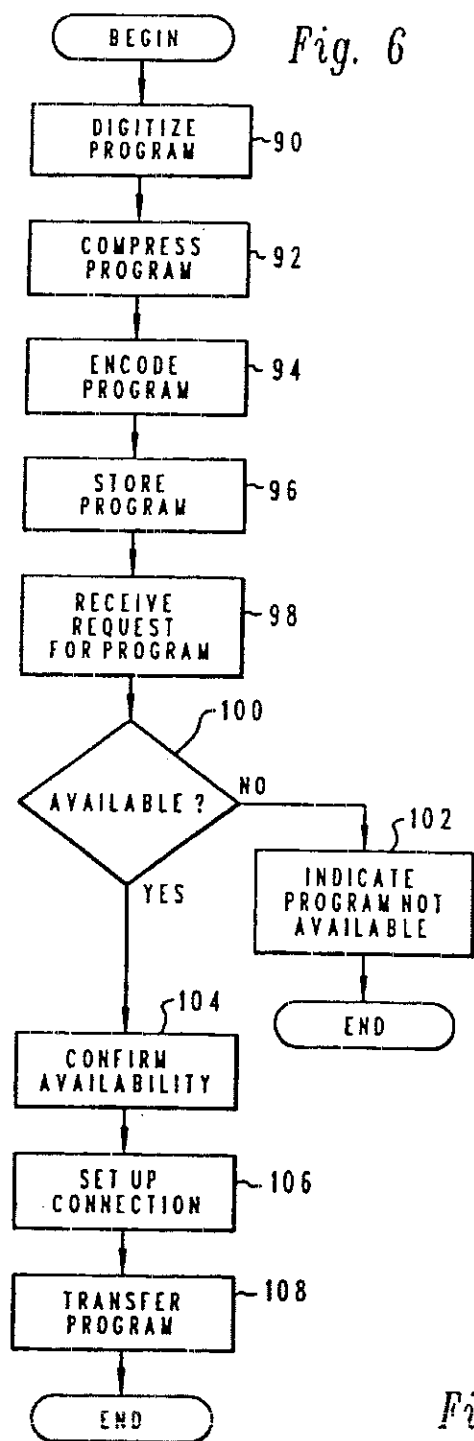 BEGIN
Fig. 6
DIGITIZE
PROGRAM
90
COMPRESS
PROGRAM
92
ENCODE
PROGRAM
94
STORE
PROGRAM
96
RECEIVE
REQUEST
FOR PROGRAM
98
100
AVAILABLE ?
NO
YES
102
INDICATE
PROGRAM NOT
AVAILABLE
END
104
CONFIRM
AVAILABILITY
SET UP
CONNECTION
106
TRANSFER
PROGRAM
108
END
Fi